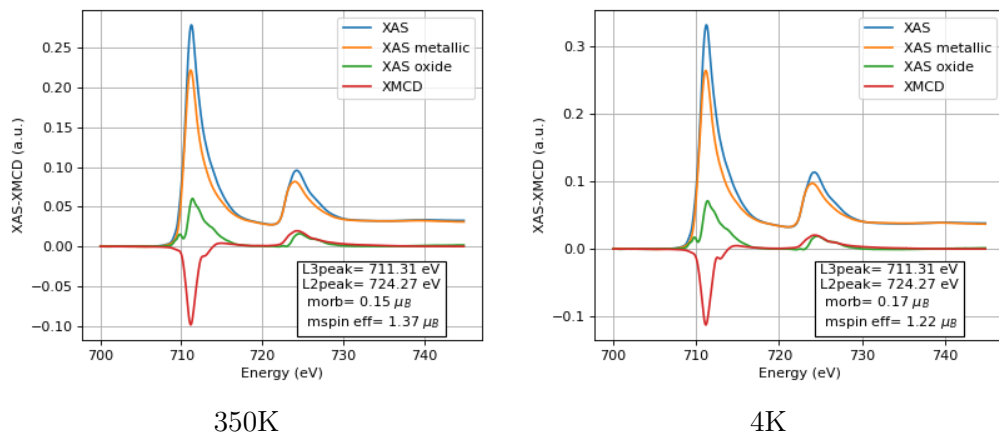 XAS-XMCD (a.u.)
0.25
0.20
0.15
0.10
0.05
0.00
−0.05
−0.10
XAS
XAS metallic
XAS oxide
XMCD
L3peak= 711.31 eV
L2peak= 724.27 eV
morb= 0.15 μB
mspin eff= 1.37 μB
700 710 720 730 740
Energy (eV)
350K
XAS-XMCD (a.u.)
0.3
0.2
0.1
0.0
−0.1
XAS
XAS metallic
XAS oxide
XMCD
L3peak= 711.31 eV
L2peak= 724.27 eV
morb= 0.17 μB
mspin eff= 1.22 μB
700 710 720 730 740
Energy (eV)
4K